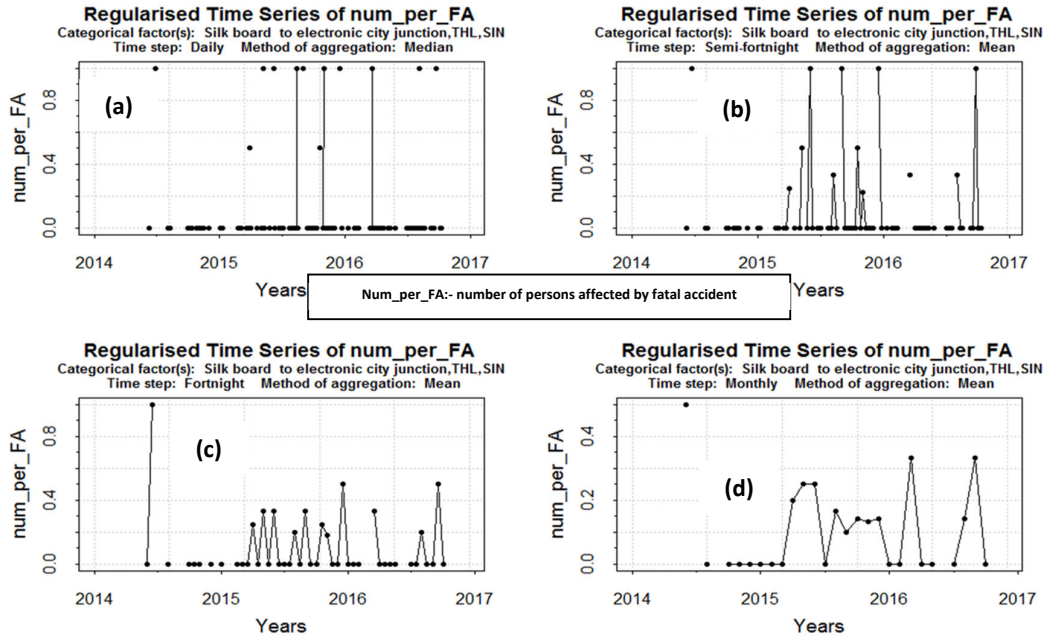 Regularised Time Series of num_per_FA
Categorical factor(s): Silk board to electronic city junction,THL,SIN
Time step: Daily Method of aggregation: Median
(a)
num_per_FA
0.8
0.4
0.0
2014 2015 2016 2017
Years
Regularised Time Series of num_per_FA
Categorical factor(s): Silk board to electronic city junction,THL,SIN
Time step: Semi-fortnight Method of aggregation: Mean
(b)
num_per_FA
0.8
0.4
0.0
2014 2015 2016 2017
Years
Num_per_FA:- number of persons affected by fatal accident
Regularised Time Series of num_per_FA
Categorical factor(s): Silk board to electronic city junction,THL,SIN
Time step: Fortnight Method of aggregation: Mean
(c)
num_per_FA
0.8
0.4
0.0
2014 2015 2016 2017
Years
Regularised Time Series of num_per_FA
Categorical factor(s): Silk board to electronic city junction,THL,SIN
Time step: Monthly Method of aggregation: Mean
(d)
num_per_FA
0.4
0.2
0.0
2014 2015 2016 2017
Years